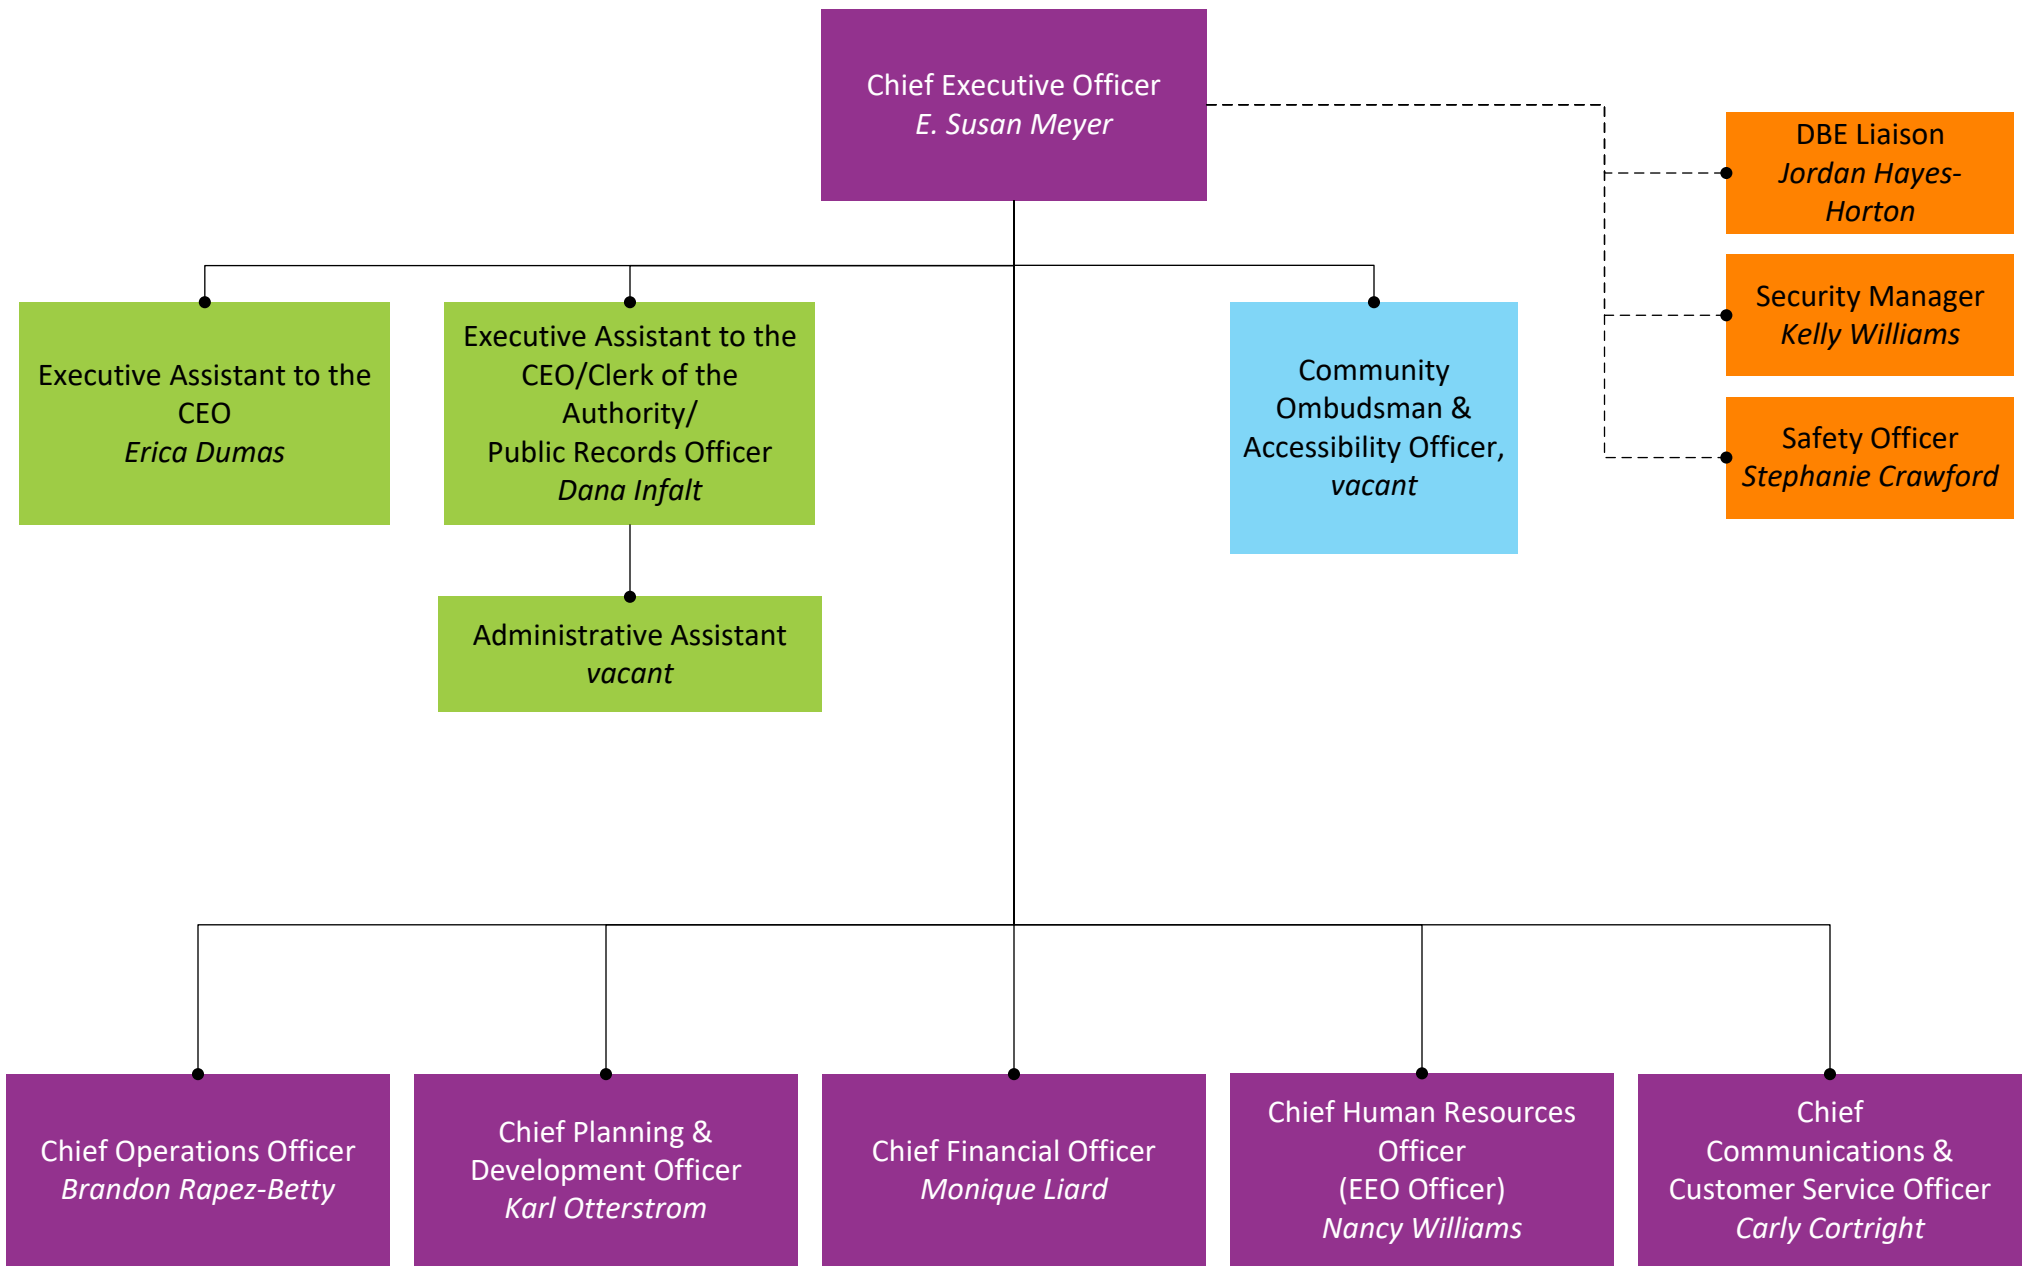 Chief Executive Officer
E. Susan Meyer
DBE Liaison
Jordan Hayes-
Horton
Security Manager
Kelly Williams
Safety Officer
Stephanie Crawford
Executive Assistant to the
CEO
Erica Dumas
Executive Assistant to the
CEO/Clerk of the
Authority/
Public Records Officer
Dana Infalt
Community
Ombudsman &
Accessibility Officer,
vacant
Administrative Assistant
vacant
Chief Operations Officer
Brandon Rapez-Betty
Chief Planning &
Development Officer
Karl Otterstrom
Chief Financial Officer
Monique Liard
Chief Human Resources
Officer
(EEO Officer)
Nancy Williams
Chief
Communications &
Customer Service Officer
Carly Cortright